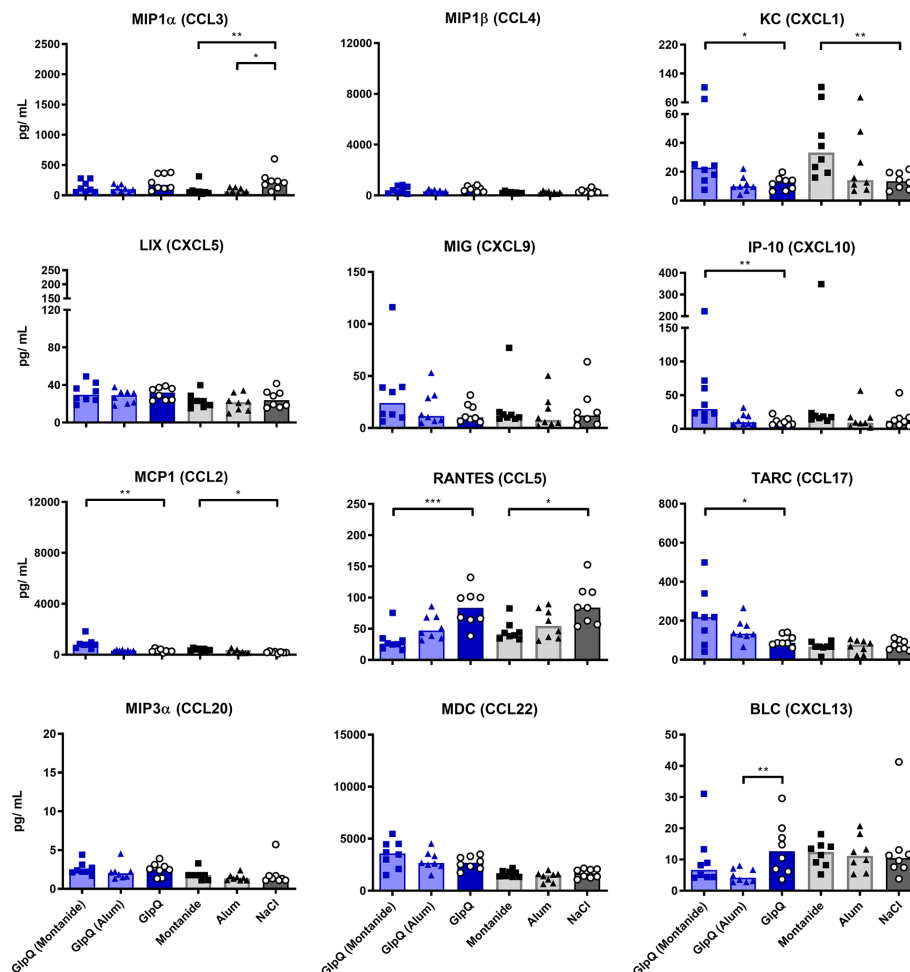 MIP1α (CCL3)
MIP1β (CCL4)
KC (CXCL1)
pg/ mL
2500
2000
1500
1000
500
0
**
*
12000
8000
4000
0
220
140
60
60
40
20
0
*
**
LIX (CXCL5)
MIG (CXCL9)
IP-10 (CXCL10)
pg/ mL
250
200
150
120
80
40
0
150
100
50
0
400
300
200
150
100
50
0
**
MCP1 (CCL2)
RANTES (CCL5)
TARC (CCL17)
pg/ mL
12000
8000
4000
0
**
*
250
200
150
100
50
0
***
*
800
600
400
200
0
*
MIP3α (CCL20)
MDC (CCL22)
BLC (CXCL13)
pg/ mL
20
15
10
5
0
15000
10000
5000
0
50
40
30
20
10
0
**
GlpQ (Montanide)
GlpQ (Alum)
GlpQ
Montanide
Alum
NaCl
GlpQ (Montanide)
GlpQ (Alum)
GlpQ
Montanide
Alum
NaCl
GlpQ (Montanide)
GlpQ (Alum)
GlpQ
Montanide
Alum
NaCl